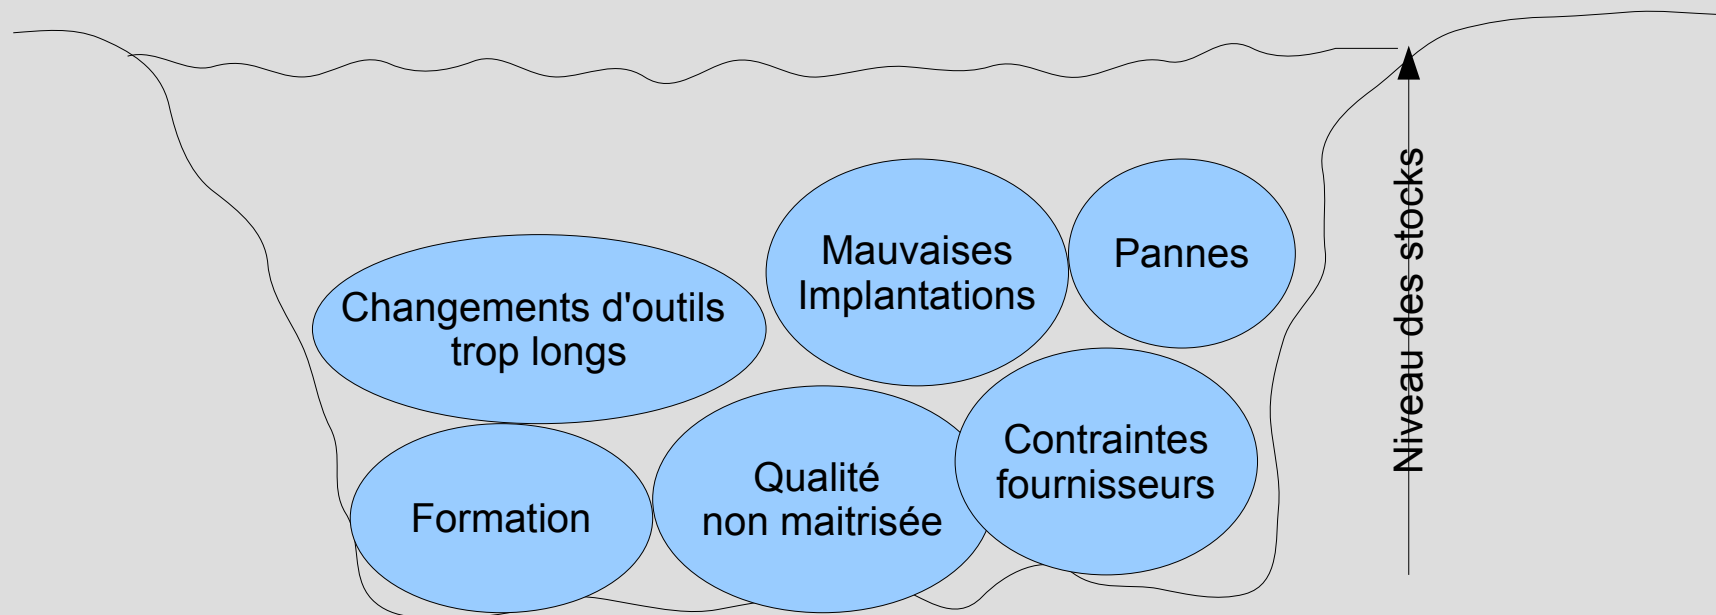 Mauvaises
Implantations
Pannes
Changements d'outils
trop longs
Contraintes
fournisseurs
Qualité
non maitrisée
Formation
Niveau des stocks